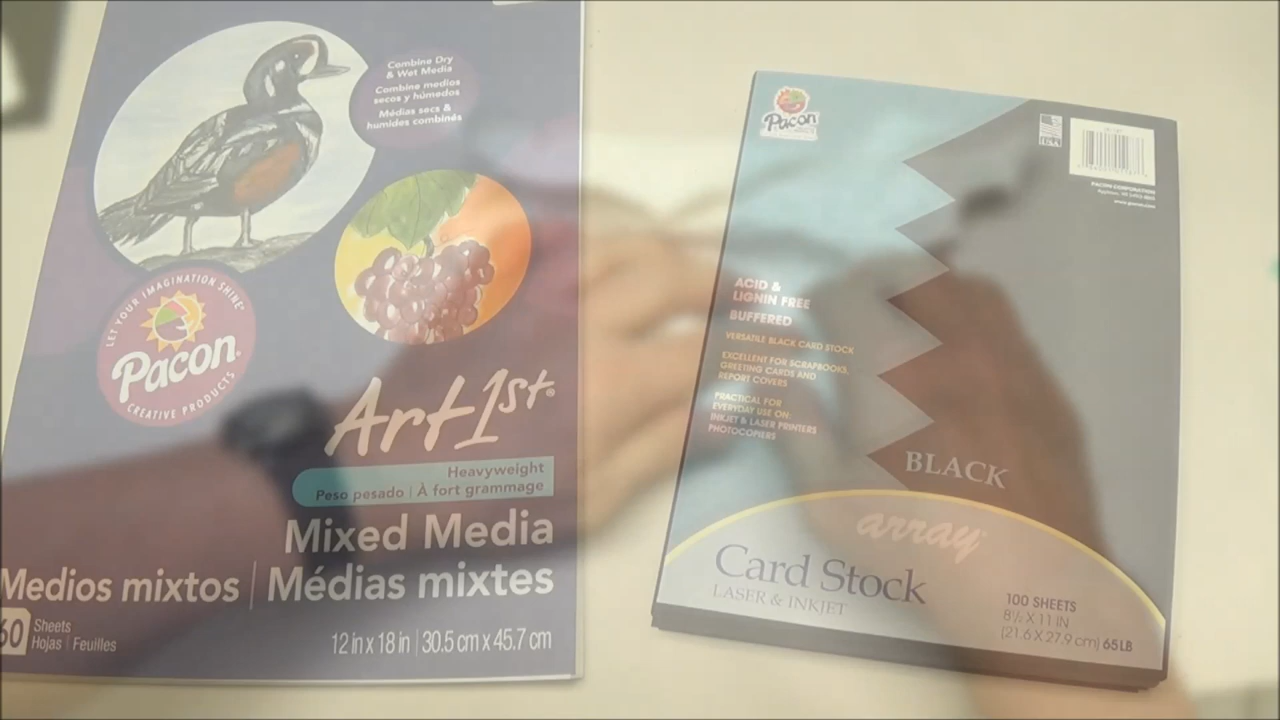 Combine Dry
& Wet Media
Combine medios
secos y húmedos
Médias secs &
humides combinés
LET YOUR IMAGINATION SHINE
Pacon
CREATIVE PRODUCTS
Art1st
Heavyweight
Peso pesado | À fort grammage
Mixed Media
Medios mixtos | Médias mixtes
60 Sheets
Hojas | Feuilles
12 in x 18 in | 30.5 cm x 45.7 cm
Pacon
PACON CORPORATION
ACID &
LIGNIN FREE
BUFFERED
VERSATILE BLACK CARD STOCK
EXCELLENT FOR SCRAPBOOKS,
GREETING CARDS AND
REPORT COVERS
PRACTICAL FOR
EVERYDAY USE ON:
INKJET & LASER PRINTERS
PHOTOCOPIERS
BLACK
array
Card Stock
LASER & INKJET
100 SHEETS
8½ X 11 IN
(21.6 X 27.9 cm) 65LB